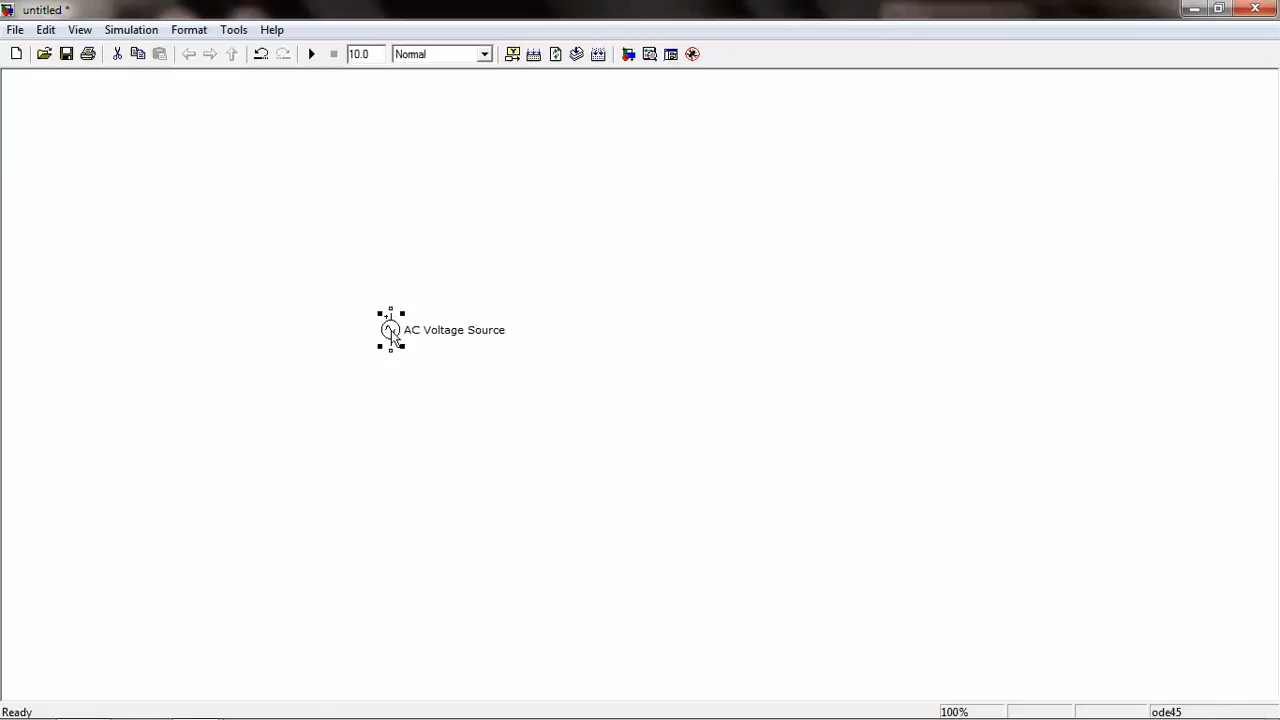 untitled *
File Edit View Simulation Format Tools Help
10.0 Normal
+
AC Voltage Source
Ready 100% ode45